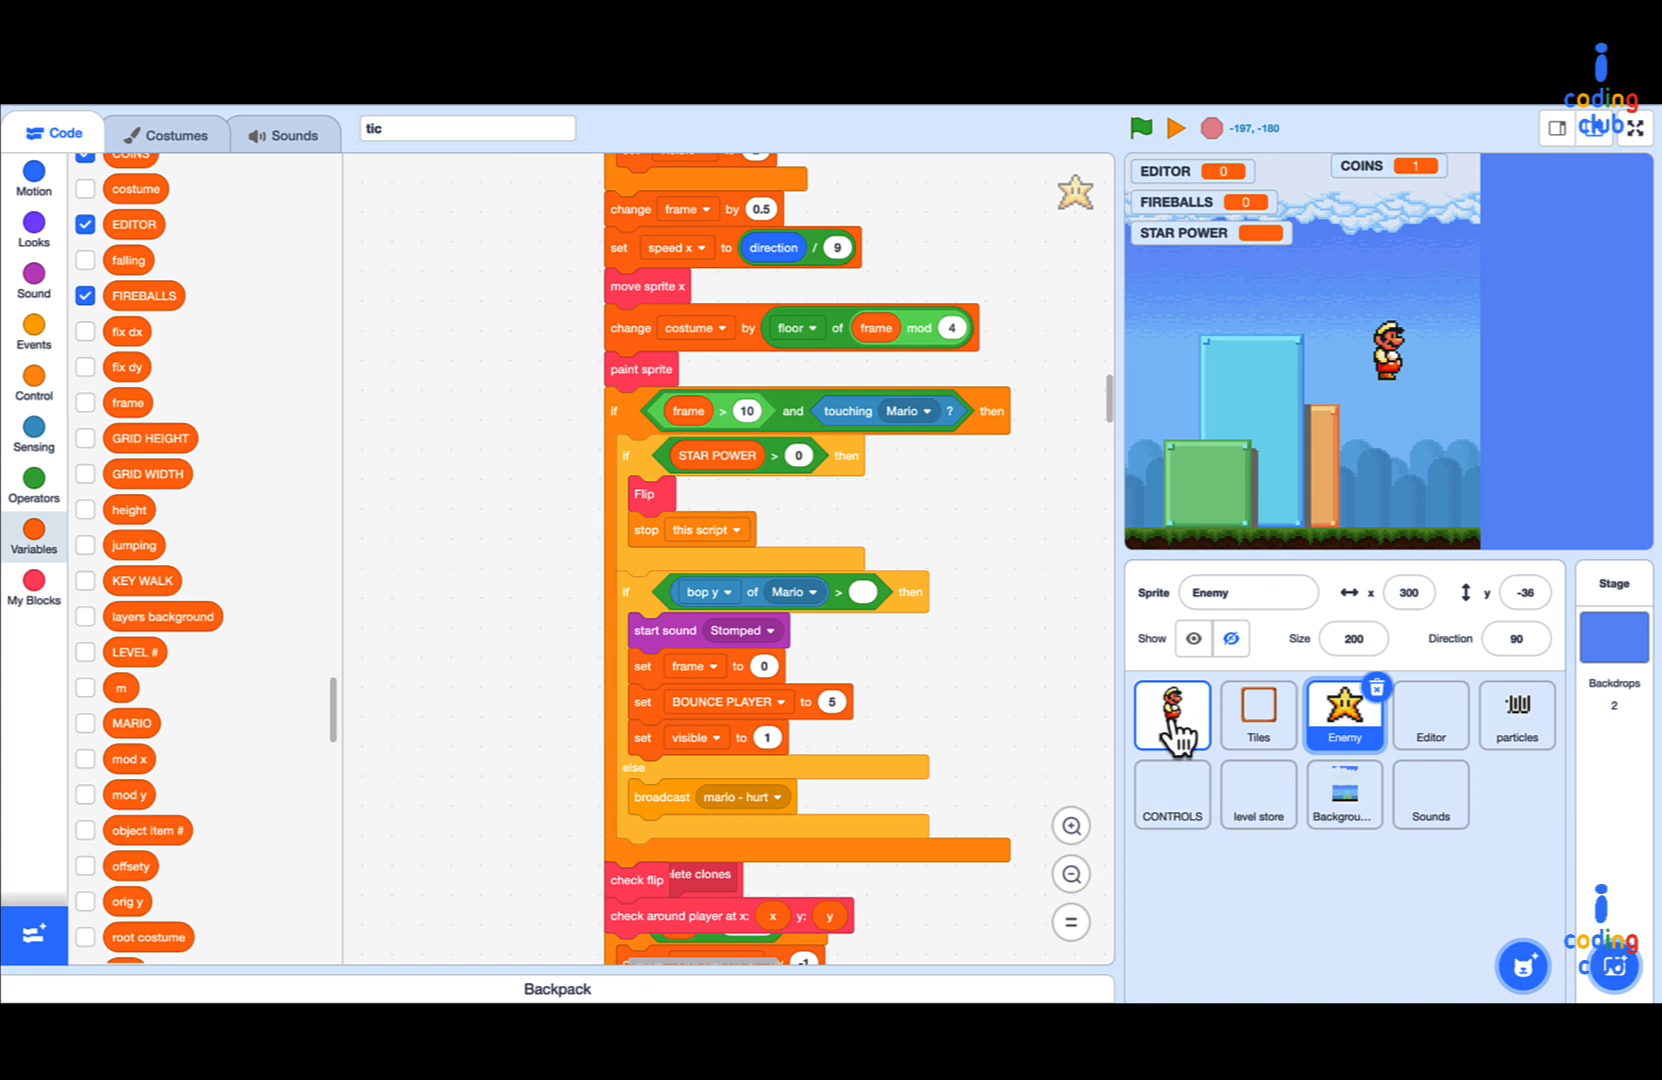 coding
club
Code
Costumes
Sounds
tic
-197, -180
Motion
Looks
Sound
Events
Control
Sensing
Operators
Variables
My Blocks
COINS
costume
EDITOR
falling
FIREBALLS
fix dx
fix dy
frame
GRID HEIGHT
GRID WIDTH
height
jumping
KEY WALK
layers background
LEVEL #
m
MARIO
mod x
mod y
object item #
offsety
orig y
root costume
change frame by 0.5
set speed x to direction / 9
move sprite x
change costume by floor of frame mod 4
paint sprite
if frame > 10 and touching Mario ? then
if STAR POWER > 0 then
Flip
stop this script
if bop y of Mario > then
start sound Stomped
set frame to 0
set BOUNCE PLAYER to 5
set visible to 1
else
broadcast mario - hurt
check flip lete clones
check around player at x: x y: y
-1
Backpack
EDITOR 0
COINS 1
FIREBALLS 0
STAR POWER
Sprite Enemy x 300 y -36
Show Size 200 Direction 90
Tiles
Enemy
Editor
particles
CONTROLS
level store
Backgrou...
Sounds
Stage
Backdrops
2
coding